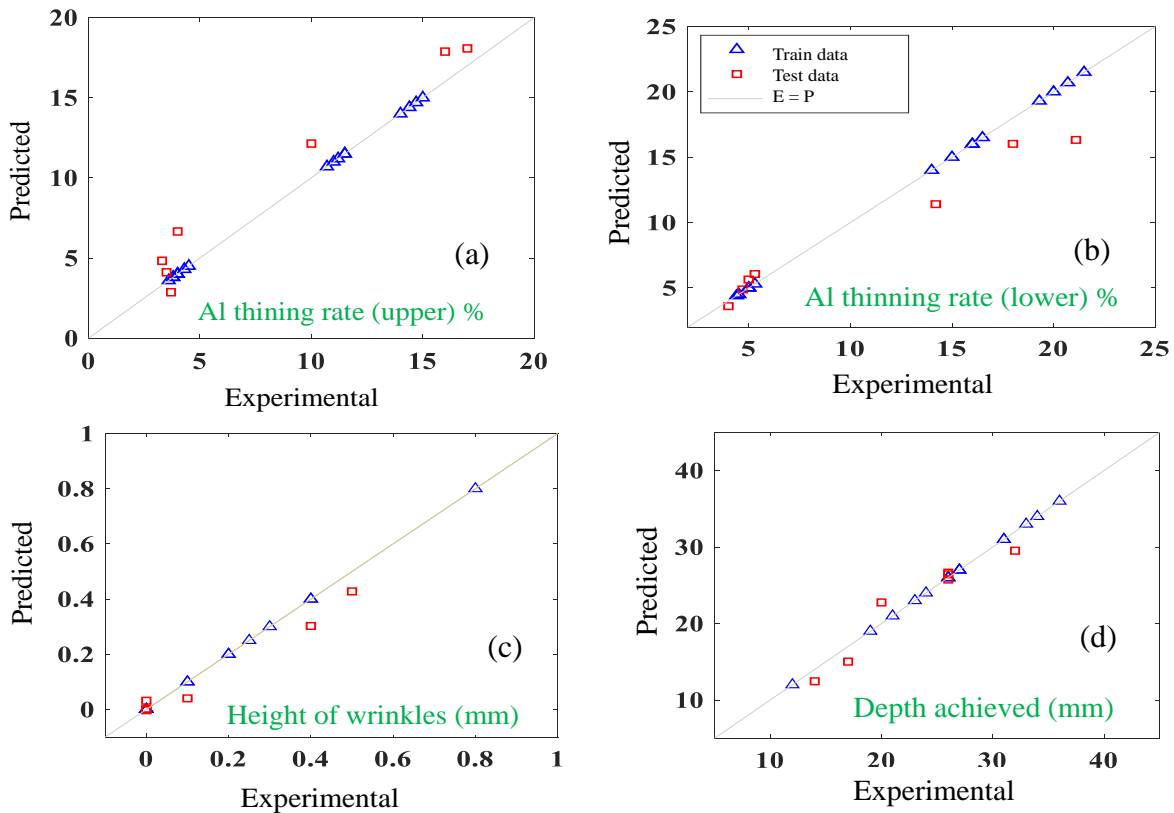 20
15
10
5
0
0
5
10
15
20
Predicted
Experimental
(a)
Al thining rate (upper) %
25
20
15
10
5
5
10
15
20
25
Predicted
Experimental
Train data
Test data
E = P
(b)
Al thinning rate (lower) %
1
0.8
0.6
0.4
0.2
0
0
0.2
0.4
0.6
0.8
1
Predicted
Experimental
(c)
Height of wrinkles (mm)
40
30
20
10
10
20
30
40
Predicted
Experimental
(d)
Depth achieved (mm)